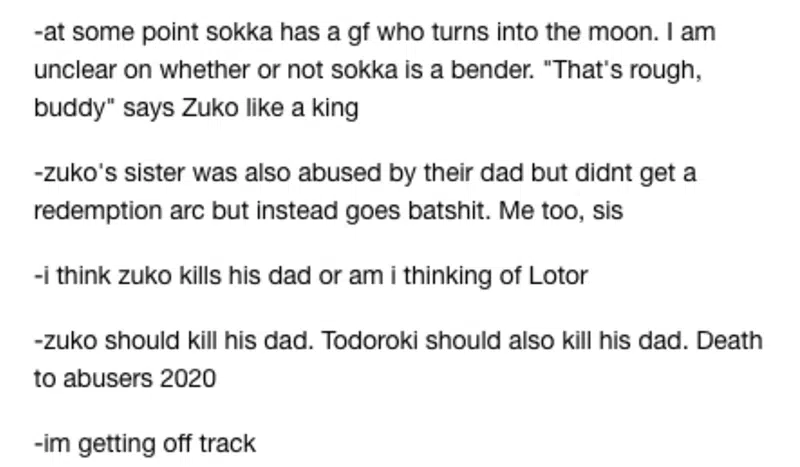 -at some point sokka has a gf who turns into the moon. I am
unclear on whether or not sokka is a bender. "That's rough,
buddy" says Zuko like a king
-zuko's sister was also abused by their dad but didnt get a
redemption arc but instead goes batshit. Me too, sis
-i think zuko kills his dad or am i thinking of Lotor
-zuko should kill his dad. Todoroki should also kill his dad. Death
to abusers 2020
-im getting off track